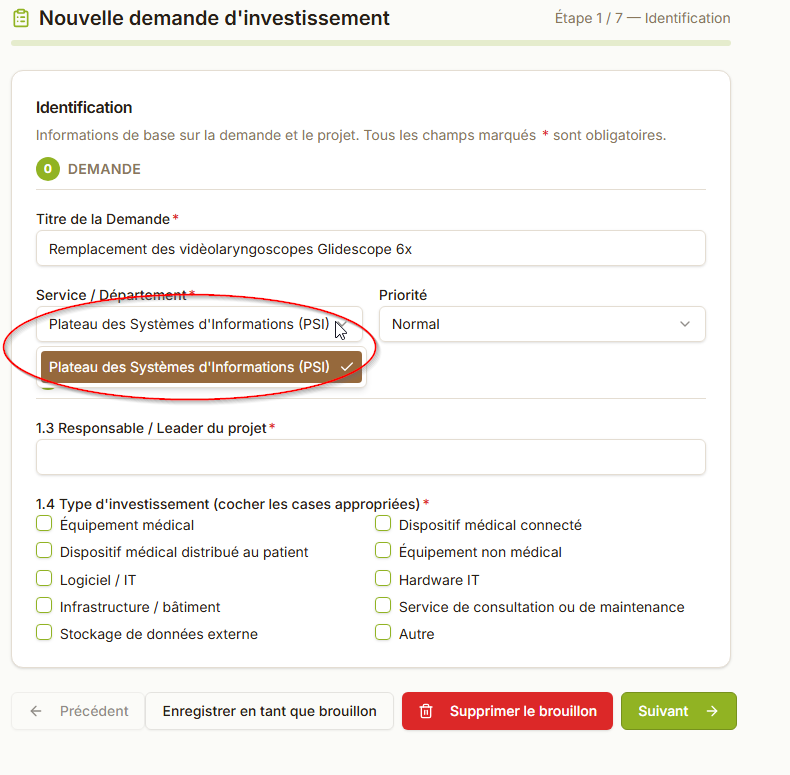 Nouvelle demande d'investissement
Étape 1 / 7 — Identification
Identification
Informations de base sur la demande et le projet. Tous les champs marqués * sont obligatoires.
0 DEMANDE
Titre de la Demande*
Remplacement des vidèolaryngoscopes Glidescope 6x
Service / Département*
Priorité
Plateau des Systèmes d'Informations (PSI)
Normal
Plateau des Systèmes d'Informations (PSI)
1.3 Responsable / Leader du projet*
1.4 Type d'investissement (cocher les cases appropriées)*
Équipement médical
Dispositif médical connecté
Dispositif médical distribué au patient
Équipement non médical
Logiciel / IT
Hardware IT
Infrastructure / bâtiment
Service de consultation ou de maintenance
Stockage de données externe
Autre
Précédent
Enregistrer en tant que brouillon
Supprimer le brouillon
Suivant